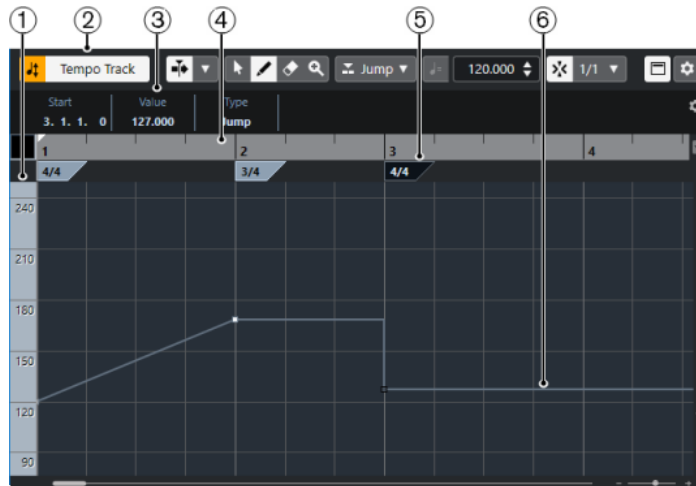 1 2 3 4 5 6
Tempo Track Jump 120.000 1/1
Start Value Type
3. 1. 1. 0 127.000 Jump
1 2 3 4
4/4 3/4 4/4
240
210
180
150
120
90